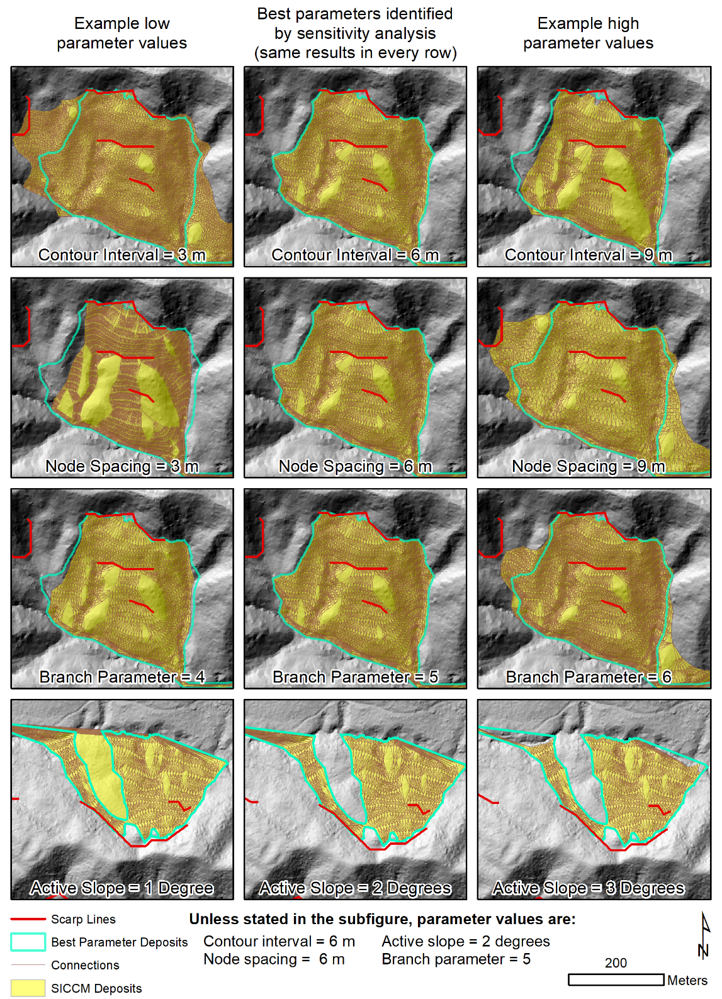 Example low
parameter values
Best parameters identified
by sensitivity analysis
(same results in every row)
Example high
parameter values
Contour Interval = 3 m
Contour Interval = 6 m
Contour Interval = 9 m
Node Spacing = 3 m
Node Spacing = 6 m
Node Spacing = 9 m
Branch Parameter = 4
Branch Parameter = 5
Branch Parameter = 6
Active Slope = 1 Degree
Active Slope = 2 Degrees
Active Slope = 3 Degrees
Scarp Lines
Best Parameter Deposits
Connections
SICCM Deposits
Unless stated in the subfigure, parameter values are:
Contour interval = 6 m
Active slope = 2 degrees
Node spacing = 6 m
Branch parameter = 5
N
200
Meters